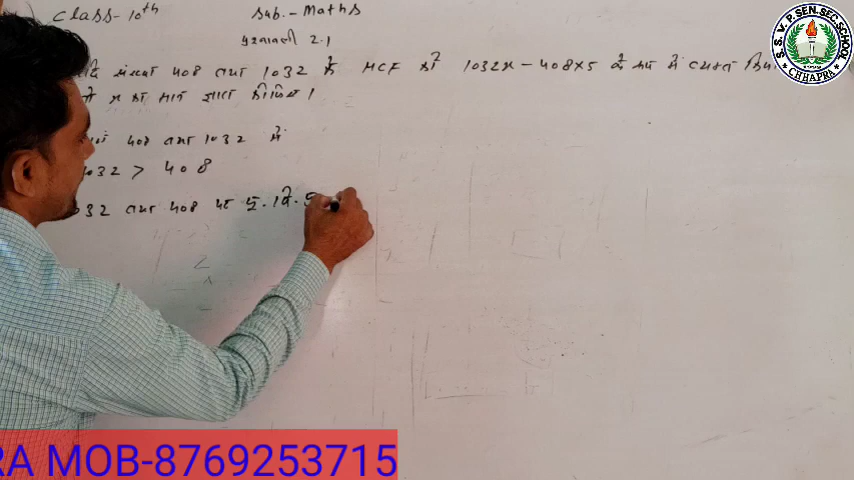 class-10th
sub.-Maths
प्रश्नावली 2.1
संख्या 408 तथा 1032 के HCF को 1032x-408x5 के रूप में व्यक्त किया
x का मान ज्ञात कीजिए।
408 तथा 1032 में
1032 > 408
1032 तथा 408 पर यू. वि. प्र
S. S. V. P. SEN. SEC. SCHOOL
CHHAPRA
RA MOB-8769253715